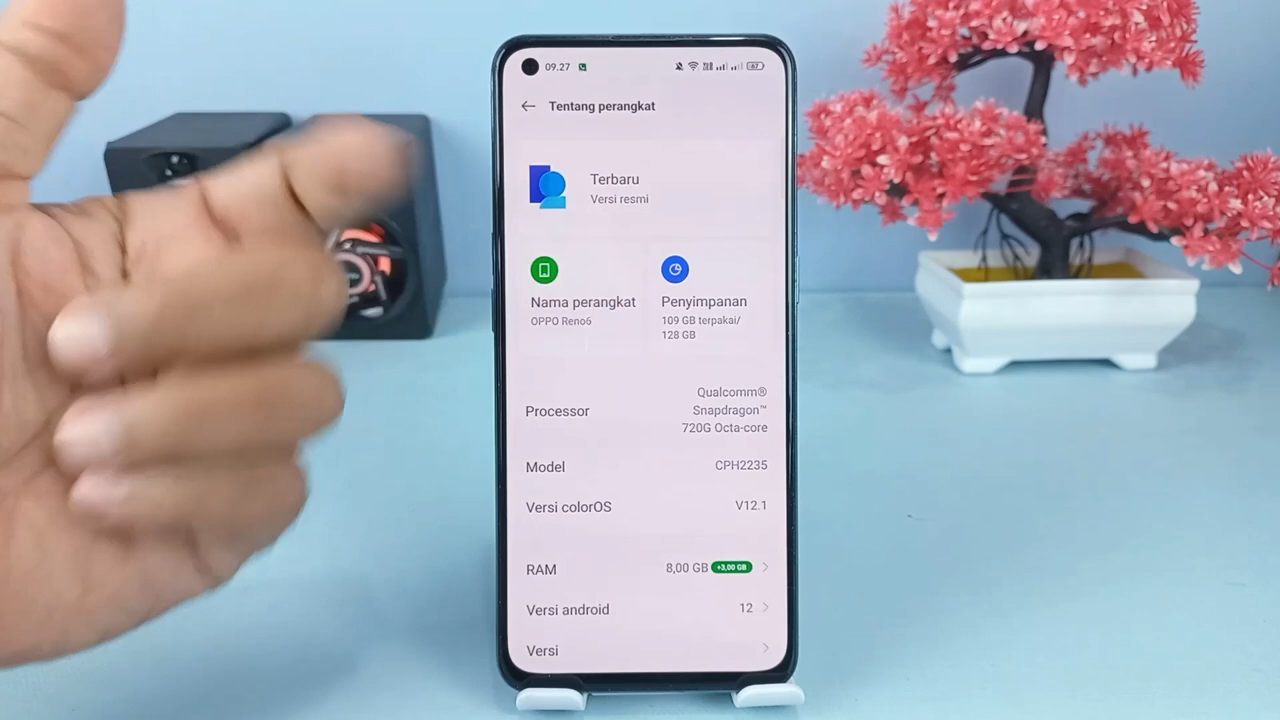 09.27
67
Tentang perangkat
Terbaru
Versi resmi
Nama perangkat
OPPO Reno6
Penyimpanan
109 GB terpakai/
128 GB
Processor
Qualcomm®
Snapdragon™
720G Octa-core
Model
CPH2235
Versi colorOS
V12.1
RAM
8,00 GB +3,00 GB
Versi android
12
Versi